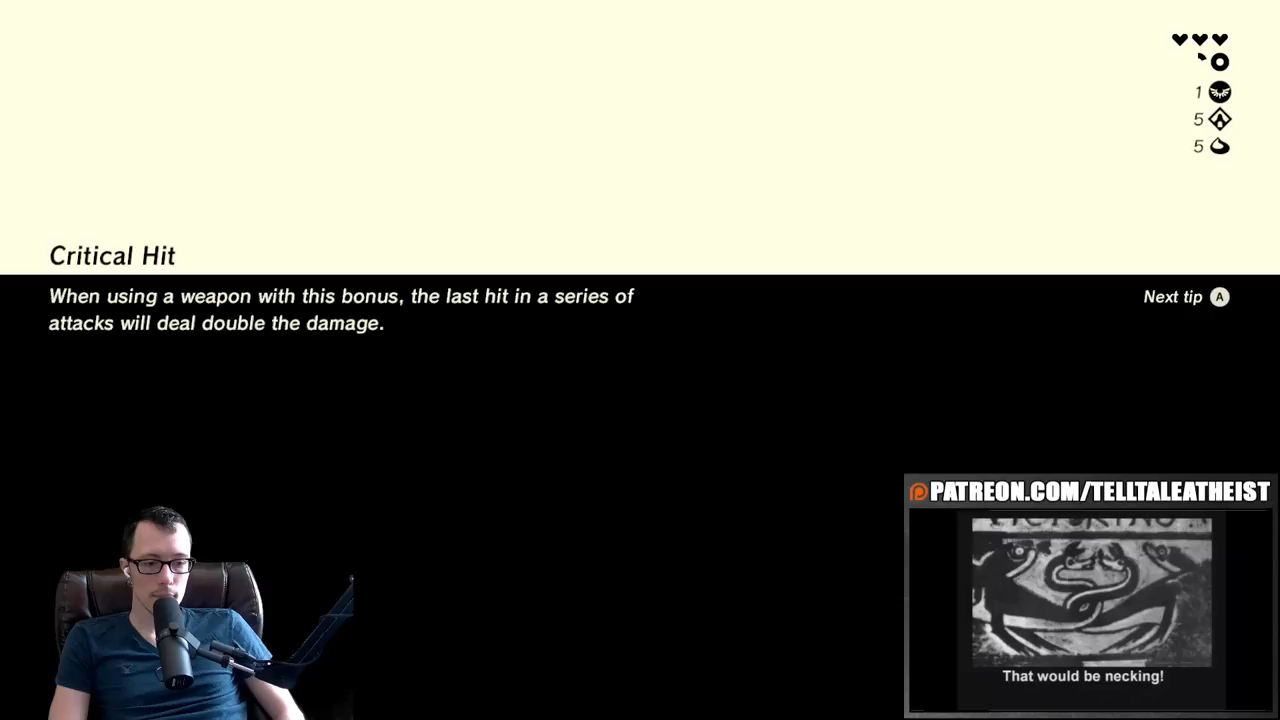 1
5
5
Critical Hit
When using a weapon with this bonus, the last hit in a series of
attacks will deal double the damage.
Next tip A
PATREON.COM/TELLTALEATHEIST
That would be necking!